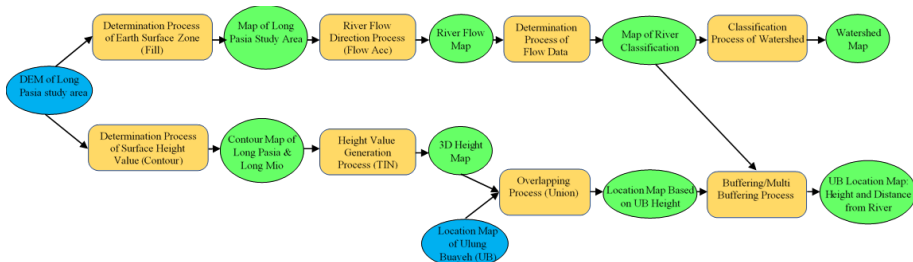 Determination Process
of Earth Surface Zone
(Fill)
Map of Long
Pasia Study Area
River Flow
Direction Process
(Flow Acc)
River Flow
Map
Determination
Process of
Flow Data
Map of River
Classification
Classification
Process of Watershed
Watershed
Map
DEM of Long
Pasia study area
Determination Process
of Surface Height
Value (Contour)
Contour Map of
Long Pasia &
Long Mio
Height Value
Generation
Process (TIN)
3D Height
Map
Overlapping
Process (Union)
Location Map Based
on UB Height
Buffering/Multi
Buffering Process
UB Location Map:
Height and Distance
from River
Location Map
of Ulung
Buayeh (UB)